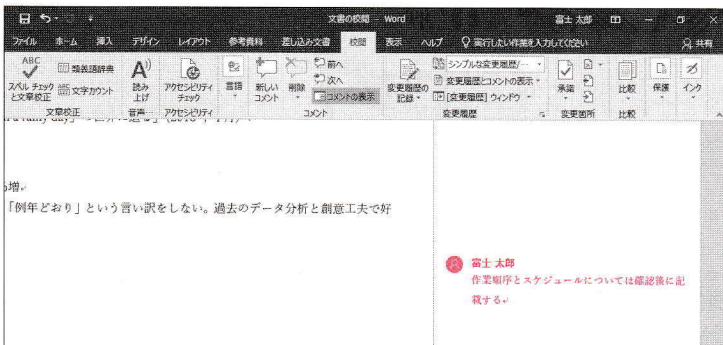 文書の校閲 - Word
富士 太郎
ファイル ホーム 挿入 デザイン レイアウト 参考資料 差し込み文書 校閲 表示 ヘルプ 実行したい作業を入力してください 共有
ABC
スペル チェック
と文章校正
類義語辞典
文字カウント
文章校正
A
読み
上げ
音声
アクセシビリティ
チェック
アクセシビリティ
言語
新しい
コメント
削除
前へ
次へ
コメントの表示
コメント
変更履歴の
記録
シンプルな変更履歴/…
変更履歴とコメントの表示
[変更履歴] ウィンドウ
変更履歴
承諾
変更箇所
比較
比較
保護
インク
増
「例年どおり」という言い訳をしない。過去のデータ分析と創意工夫で好
富士 太郎
作業順序とスケジュールについては確認後に記
載する